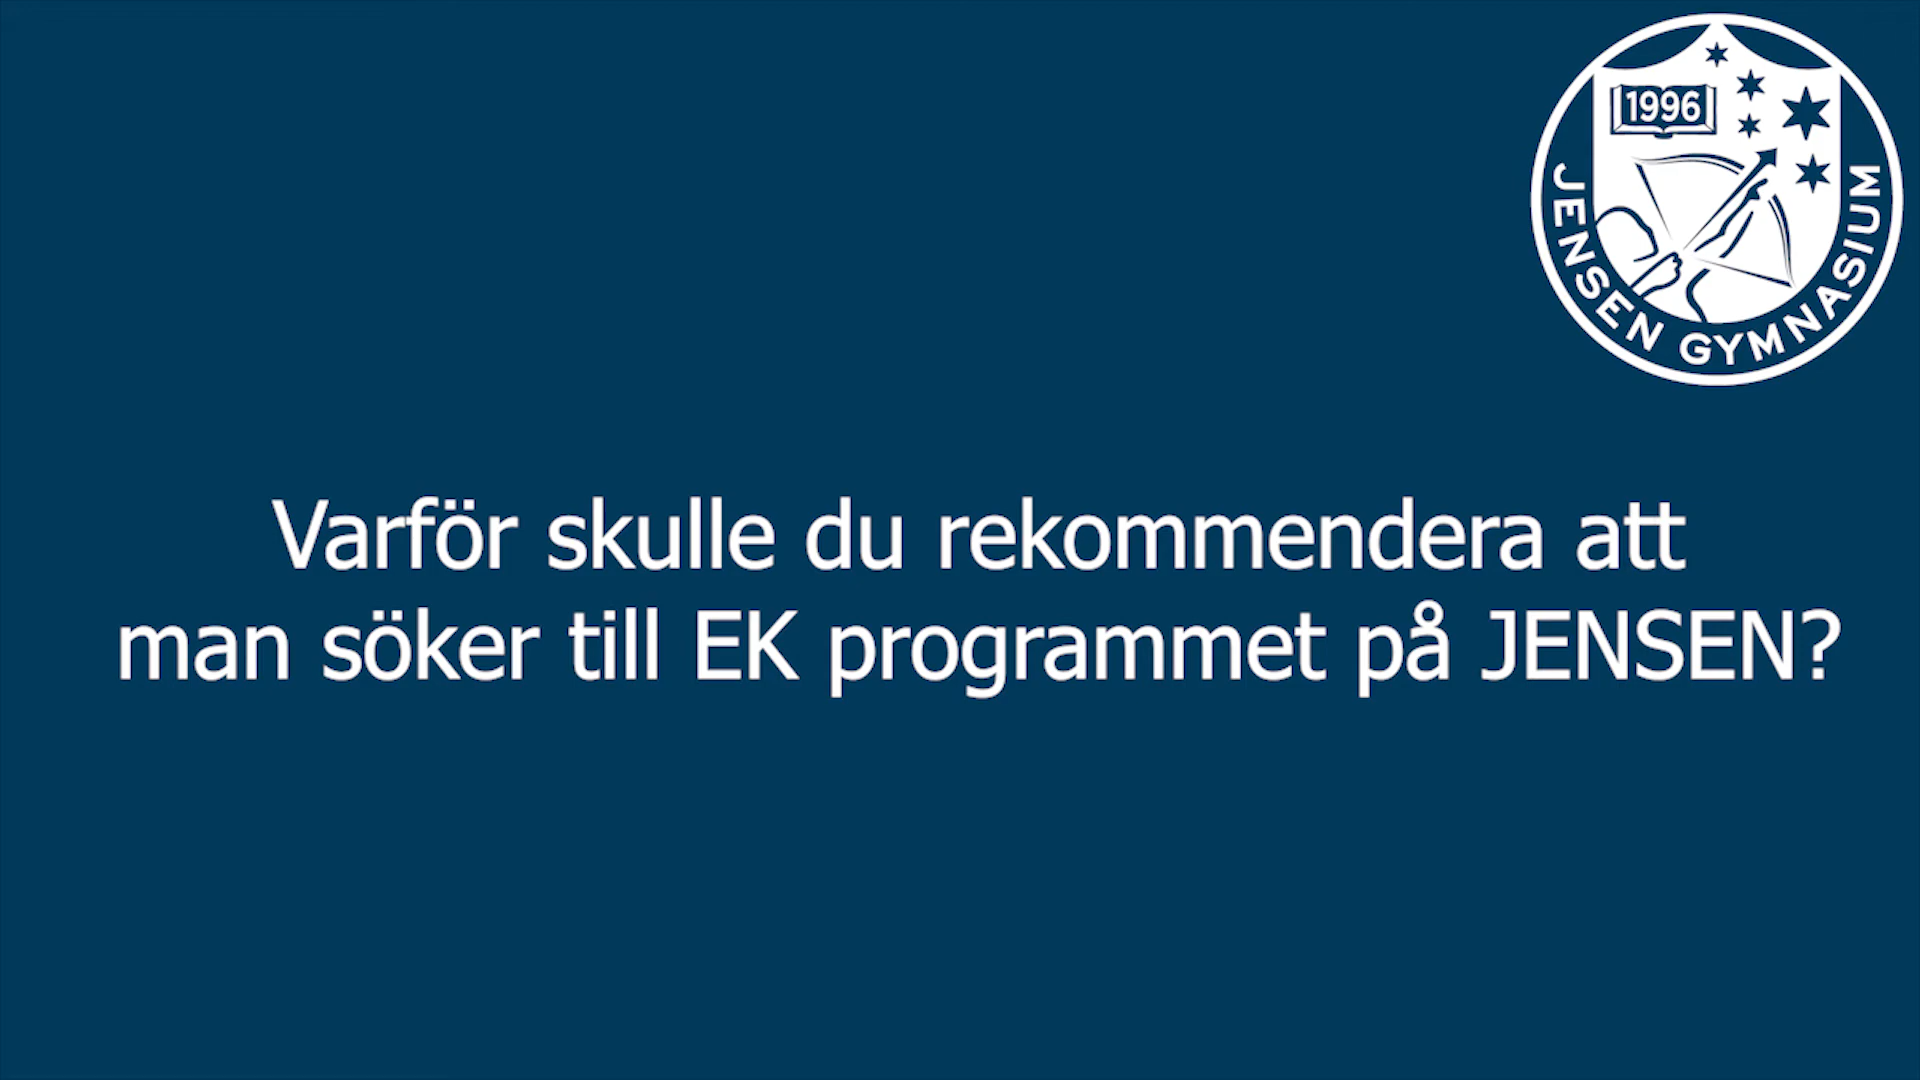 1996
JENSEN GYMNASIUM
Varför skulle du rekommendera att
man söker till EK programmet på JENSEN?